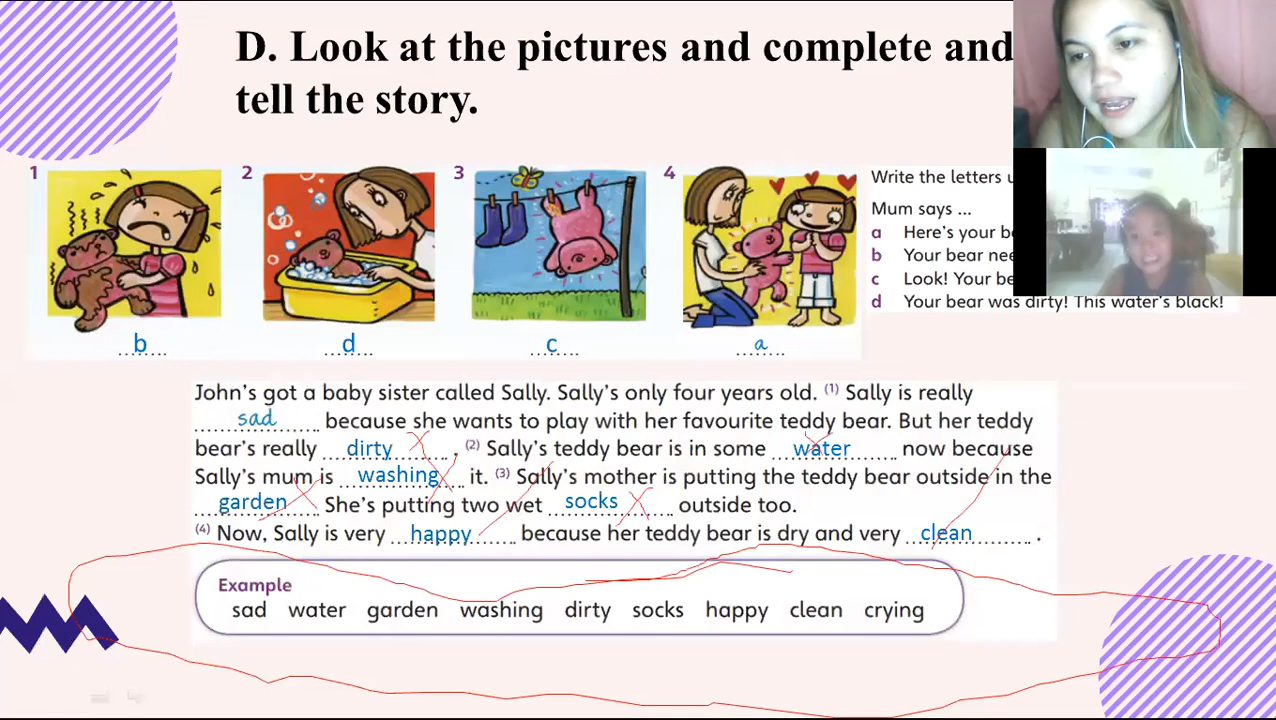 D. Look at the pictures and complete and
tell the story.
1 2 3 4
b d c a
Write the letters
Mum says ...
a Here's your
b Your bear
c Look! Your
d Your bear was dirty! This water's black!
John's got a baby sister called Sally. Sally's only four years old. (1) Sally is really
sad because she wants to play with her favourite teddy bear. But her teddy
bear's really dirty. (2) Sally's teddy bear is in some water now because
Sally's mum is washing it. (3) Sally's mother is putting the teddy bear outside in the
garden She's putting two wet socks outside too.
(4) Now, Sally is very happy because her teddy bear is dry and very clean.
Example
sad water garden washing dirty socks happy clean crying